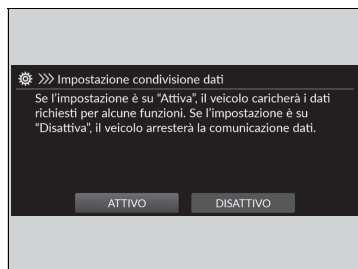 >>> Impostazione condivisione dati
Se l'impostazione è su "Attiva", il veicolo caricherà i dati
richiesti per alcune funzioni. Se l'impostazione è su
"Disattiva", il veicolo arresterà la comunicazione dati.
ATTIVO
DISATTIVO